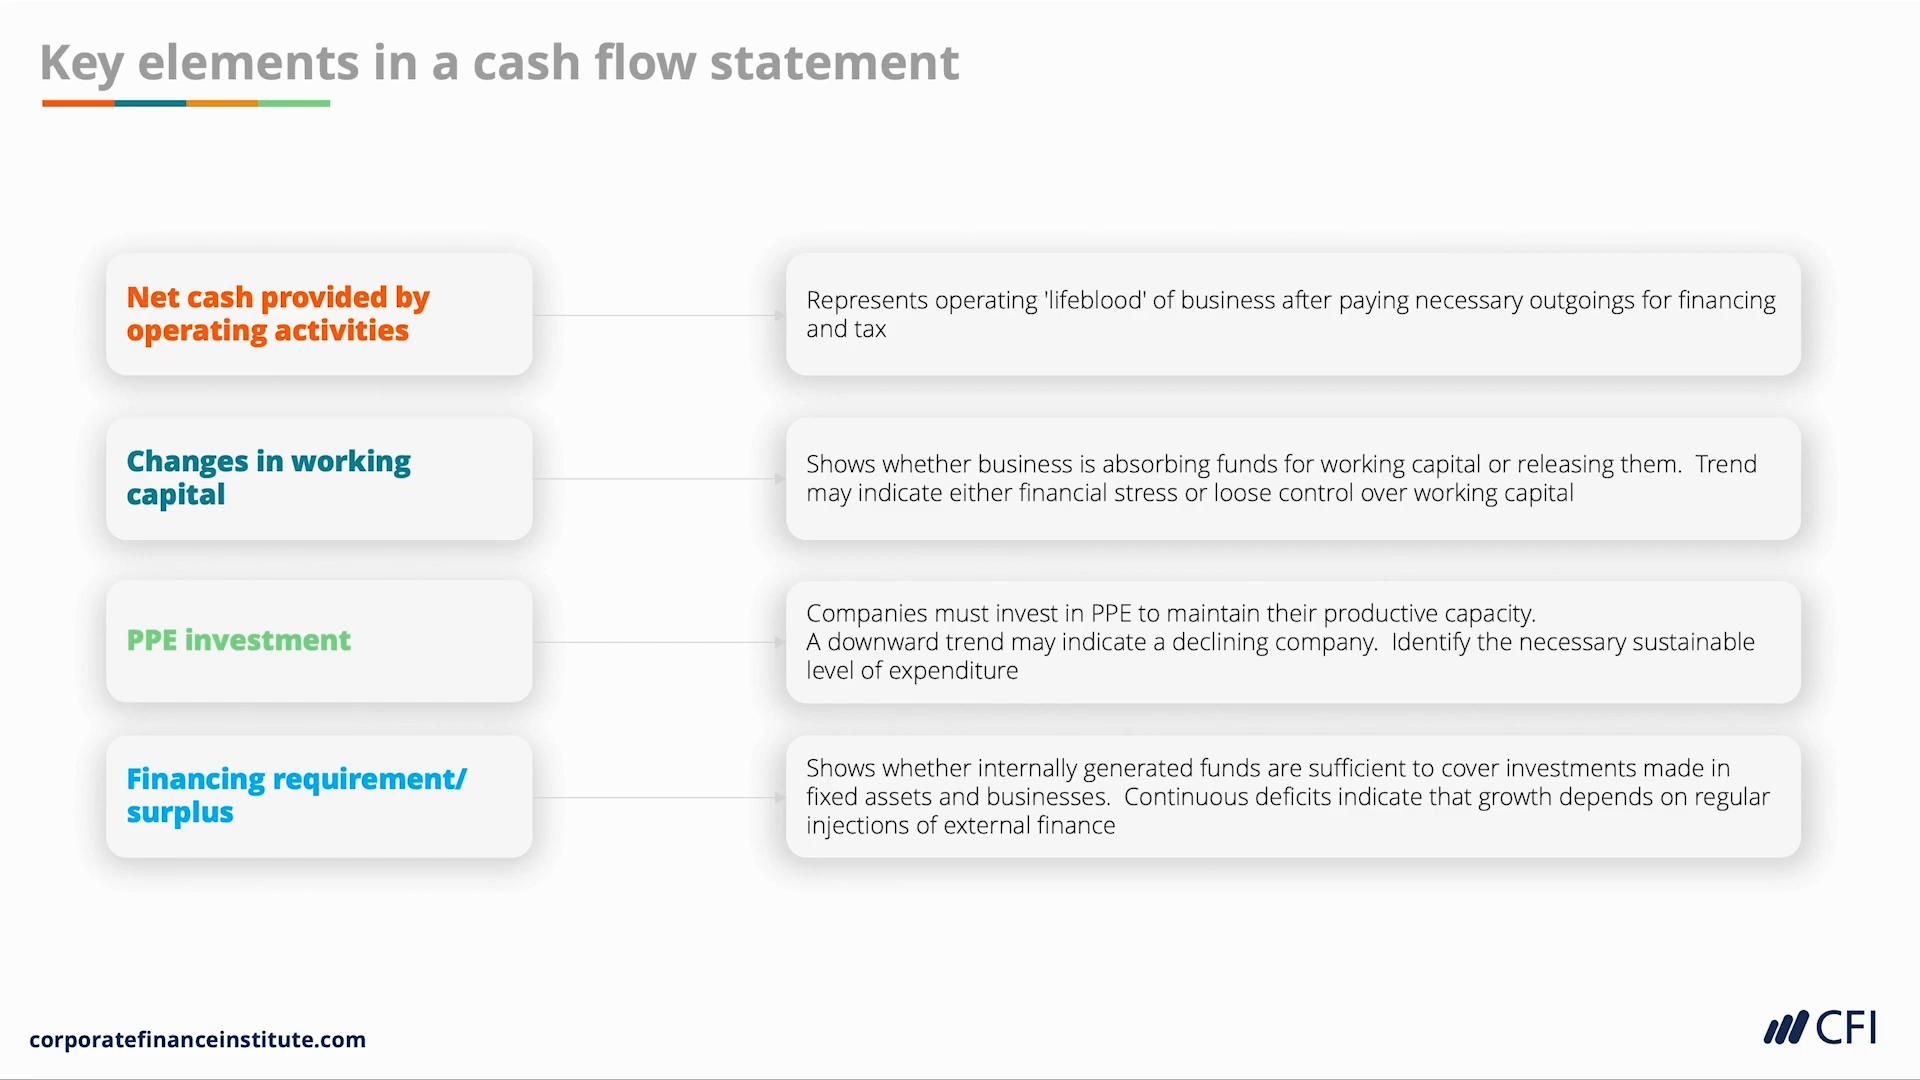 Key elements in a cash flow statement
Net cash provided by
operating activities
Represents operating 'lifeblood' of business after paying necessary outgoings for financing
and tax
Changes in working
capital
Shows whether business is absorbing funds for working capital or releasing them.  Trend
may indicate either financial stress or loose control over working capital
PPE investment
Companies must invest in PPE to maintain their productive capacity.
A downward trend may indicate a declining company.  Identify the necessary sustainable
level of expenditure
Financing requirement/
surplus
Shows whether internally generated funds are sufficient to cover investments made in
fixed assets and businesses.  Continuous deficits indicate that growth depends on regular
injections of external finance
corporatefinanceinstitute.com
CFI